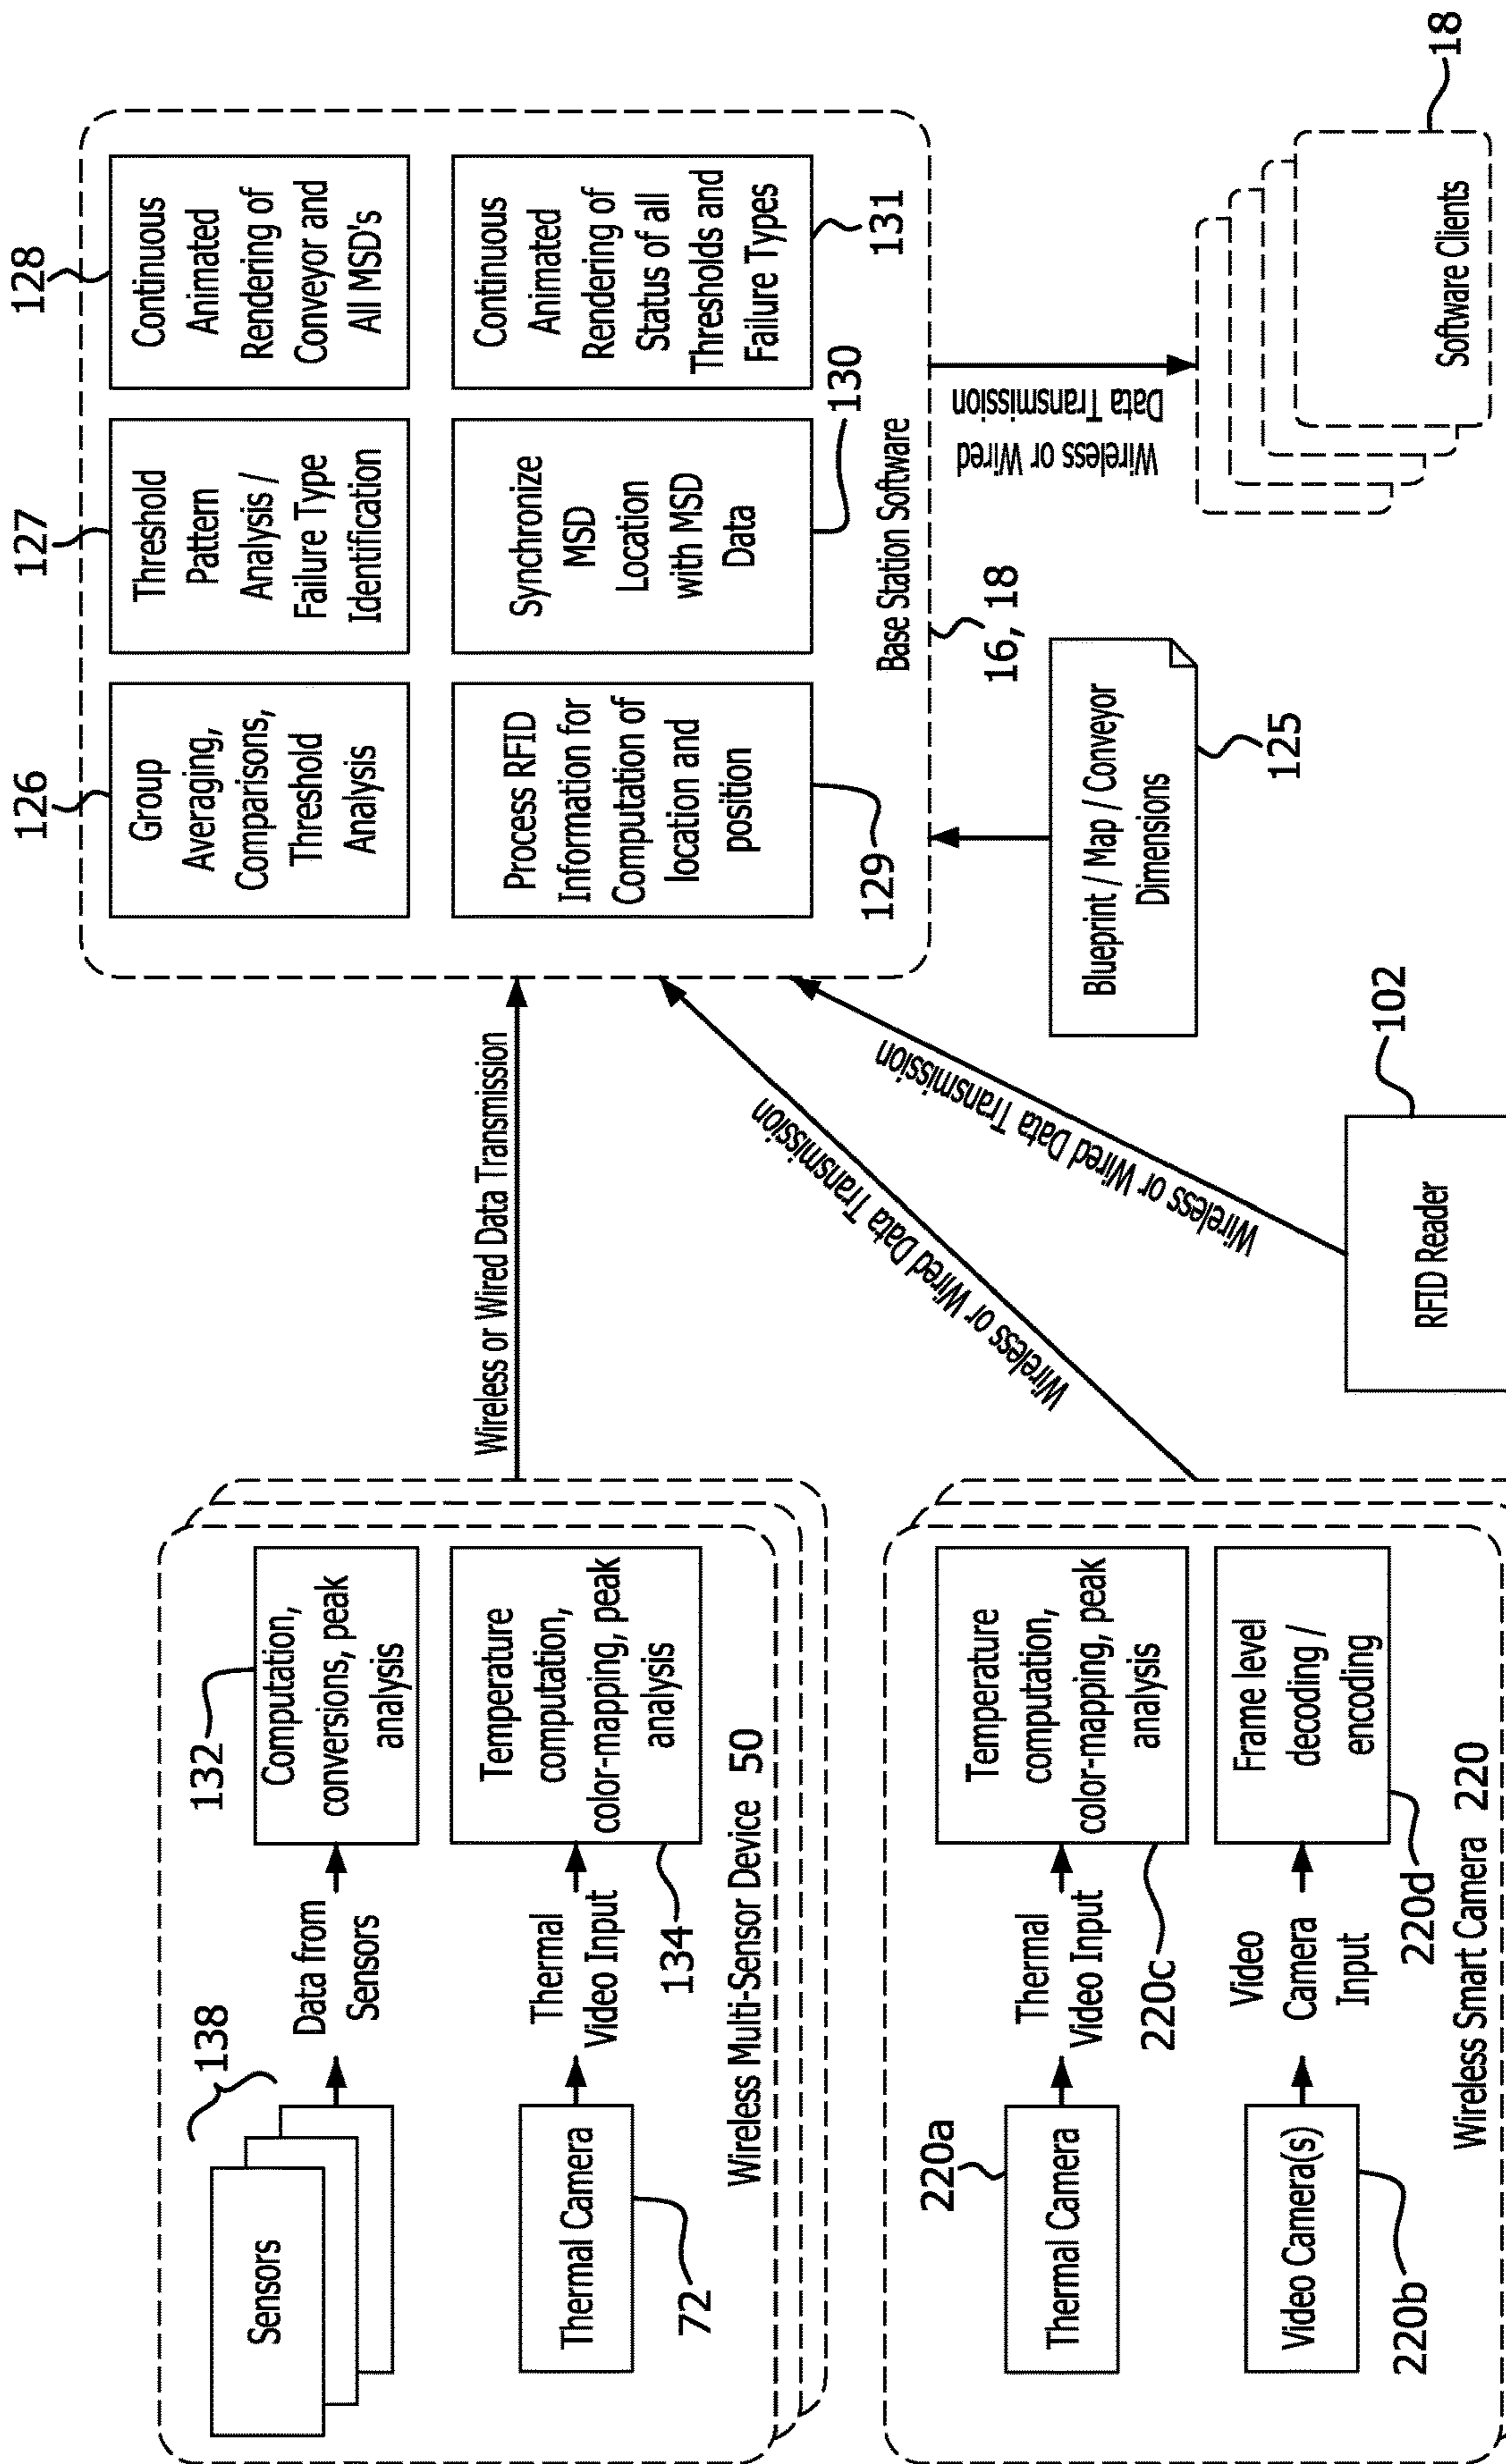 138
Sensors
Data from
Sensors
132
Computation,
conversions, peak
analysis
Thermal Camera
72
Thermal
Video Input
Temperature
computation,
color-mapping, peak
analysis
134
Wireless Multi-Sensor Device 50
220a
Thermal Camera
Thermal
Video Input
220c
Temperature
computation,
color-mapping, peak
analysis
Video Camera(s)
220b
Video
Camera
Input
Frame level
decoding /
encoding
220d
Wireless Smart Camera 220
Wireless or Wired Data Transmission
Wireless or Wired Data Transmission
Wireless or Wired Data Transmission
RFID Reader
102
126
Group
Averaging,
Comparisons,
Threshold
Analysis
127
Threshold
Pattern
Analysis /
Failure Type
Identification
128
Continuous
Animated
Rendering of
Conveyor and
All MSD's
Process RFID
Information for
Computation of
location and
position
129
Synchronize
MSD
Location
with MSD
Data
130
Continuous
Animated
Rendering of
Status of all
Thresholds and
Failure Types
131
Base Station Software
16, 18
Blueprint / Map / Conveyor
Dimensions
125
Wireless or Wired
Data Transmission
Software Clients
18